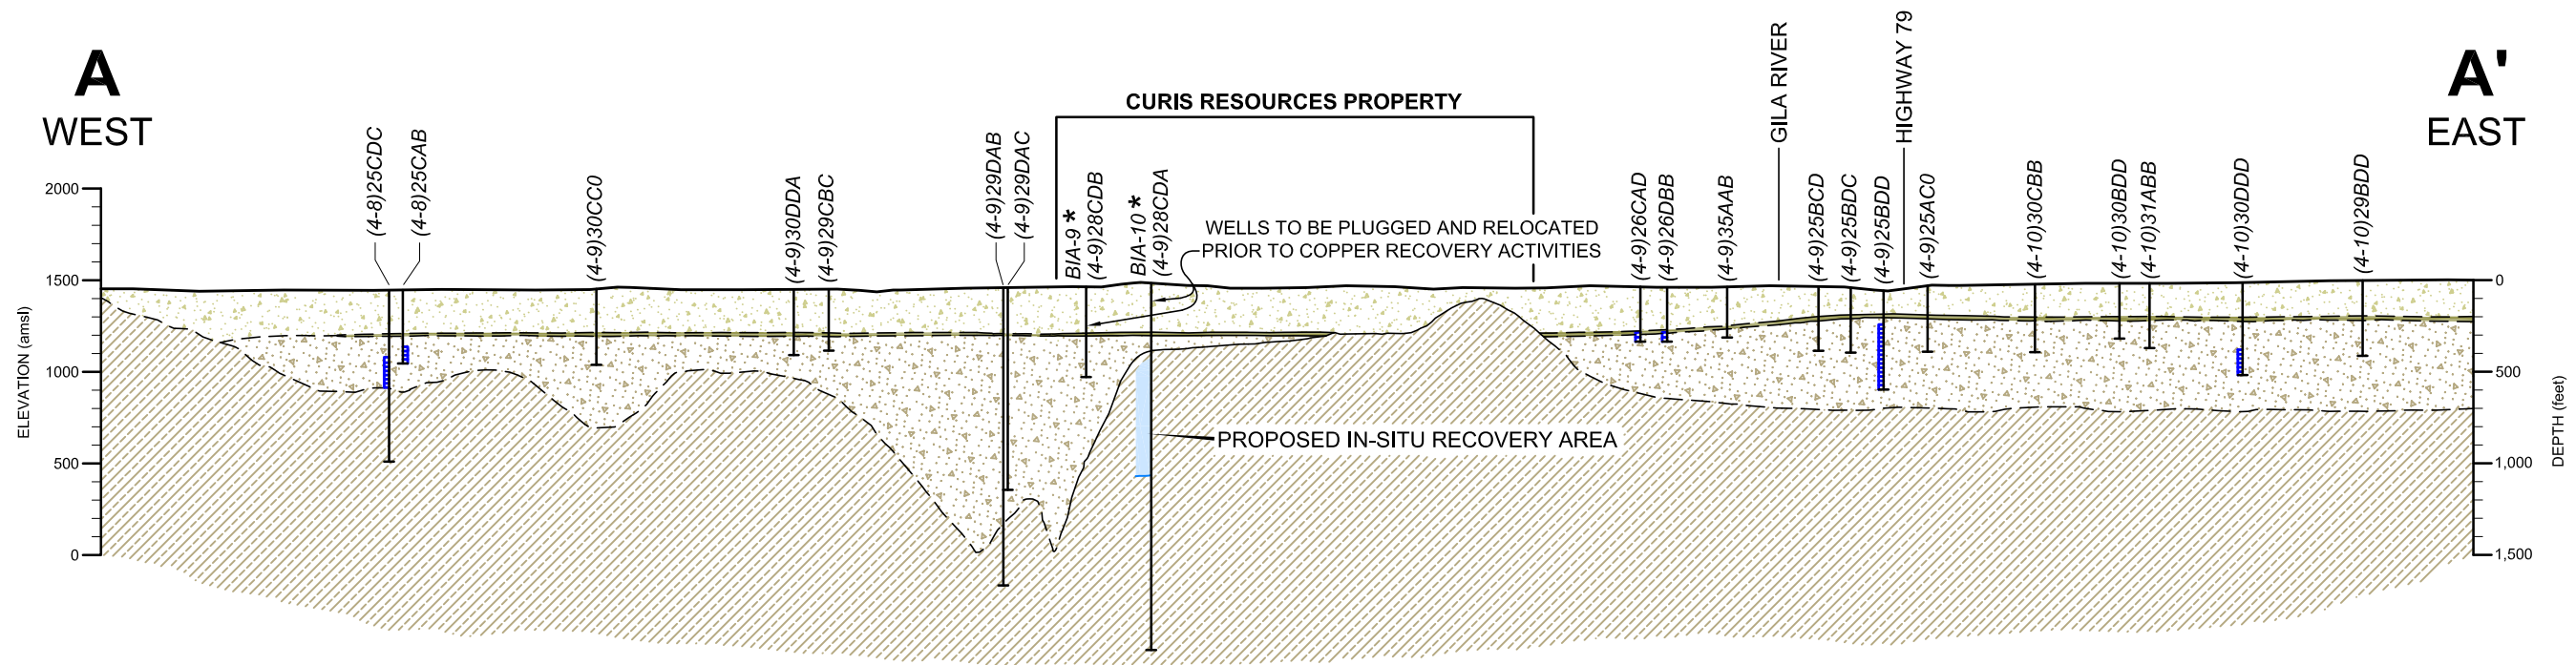 A
WEST
A'
EAST
CURIS RESOURCES PROPERTY
GILA RIVER
HIGHWAY 79
(4-8)25CDC
(4-8)25CAB
(4-9)30CC0
(4-9)30DDA
(4-9)29CBC
(4-9)29DAB
(4-9)29DAC
BIA-9 *
(4-9)28CDB
BIA-10 *
(4-9)28CDA
WELLS TO BE PLUGGED AND RELOCATED
PRIOR TO COPPER RECOVERY ACTIVITIES
(4-9)26CAD
(4-9)26DBB
(4-9)35AAB
(4-9)25BCD
(4-9)25BDC
(4-9)25BDD
(4-9)25AC0
(4-10)30CBB
(4-10)30BDD
(4-10)31ABB
(4-10)30DDD
(4-10)29BDD
PROPOSED IN-SITU RECOVERY AREA
ELEVATION (amsl)
2000
1500
1000
500
0
DEPTH (feet)
0
500
1,000
1,500